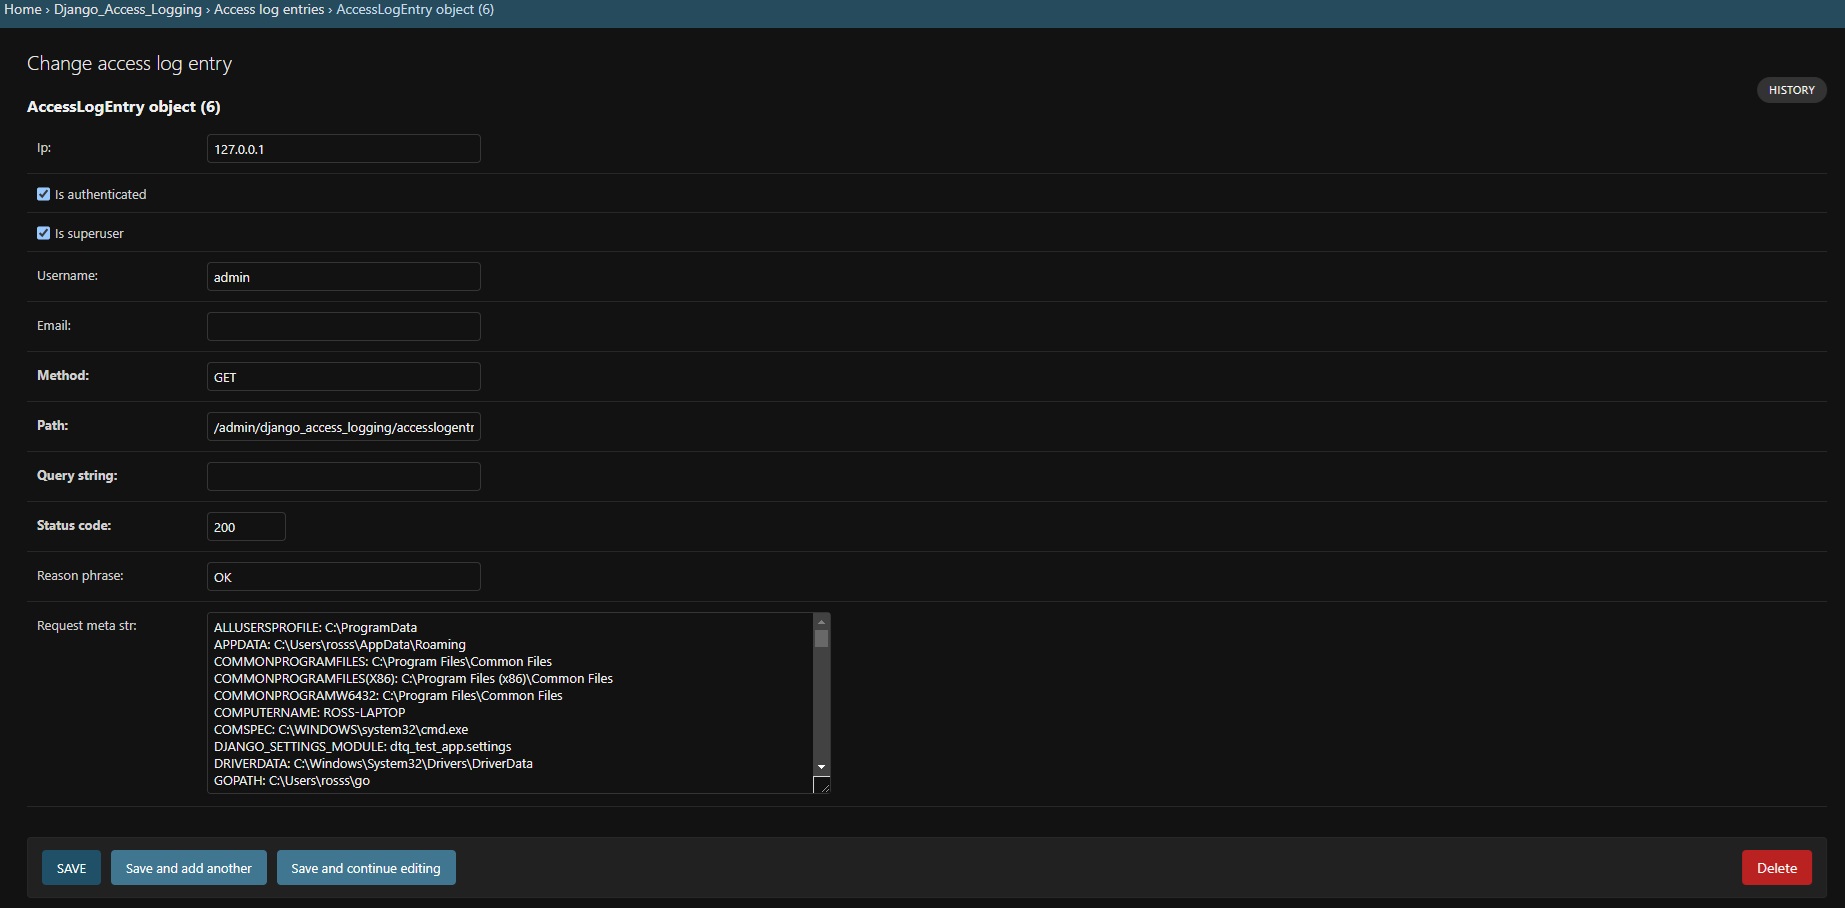 Home › Django_Access_Logging › Access log entries › AccessLogEntry object (6)
Change access log entry
HISTORY
AccessLogEntry object (6)
Ip: 127.0.0.1
Is authenticated
Is superuser
Username: admin
Email:
Method: GET
Path: /admin/django_access_logging/accesslogentr
Query string:
Status code: 200
Reason phrase: OK
Request meta str: ALLUSERSPROFILE: C:\ProgramData
APPDATA: C:\Users\rosss\AppData\Roaming
COMMONPROGRAMFILES: C:\Program Files\Common Files
COMMONPROGRAMFILES(X86): C:\Program Files (x86)\Common Files
COMMONPROGRAMW6432: C:\Program Files\Common Files
COMPUTERNAME: ROSS-LAPTOP
COMSPEC: C:\WINDOWS\system32\cmd.exe
DJANGO_SETTINGS_MODULE: dtq_test_app.settings
DRIVERDATA: C:\Windows\System32\Drivers\DriverData
GOPATH: C:\Users\rosss\go
SAVE Save and add another Save and continue editing Delete